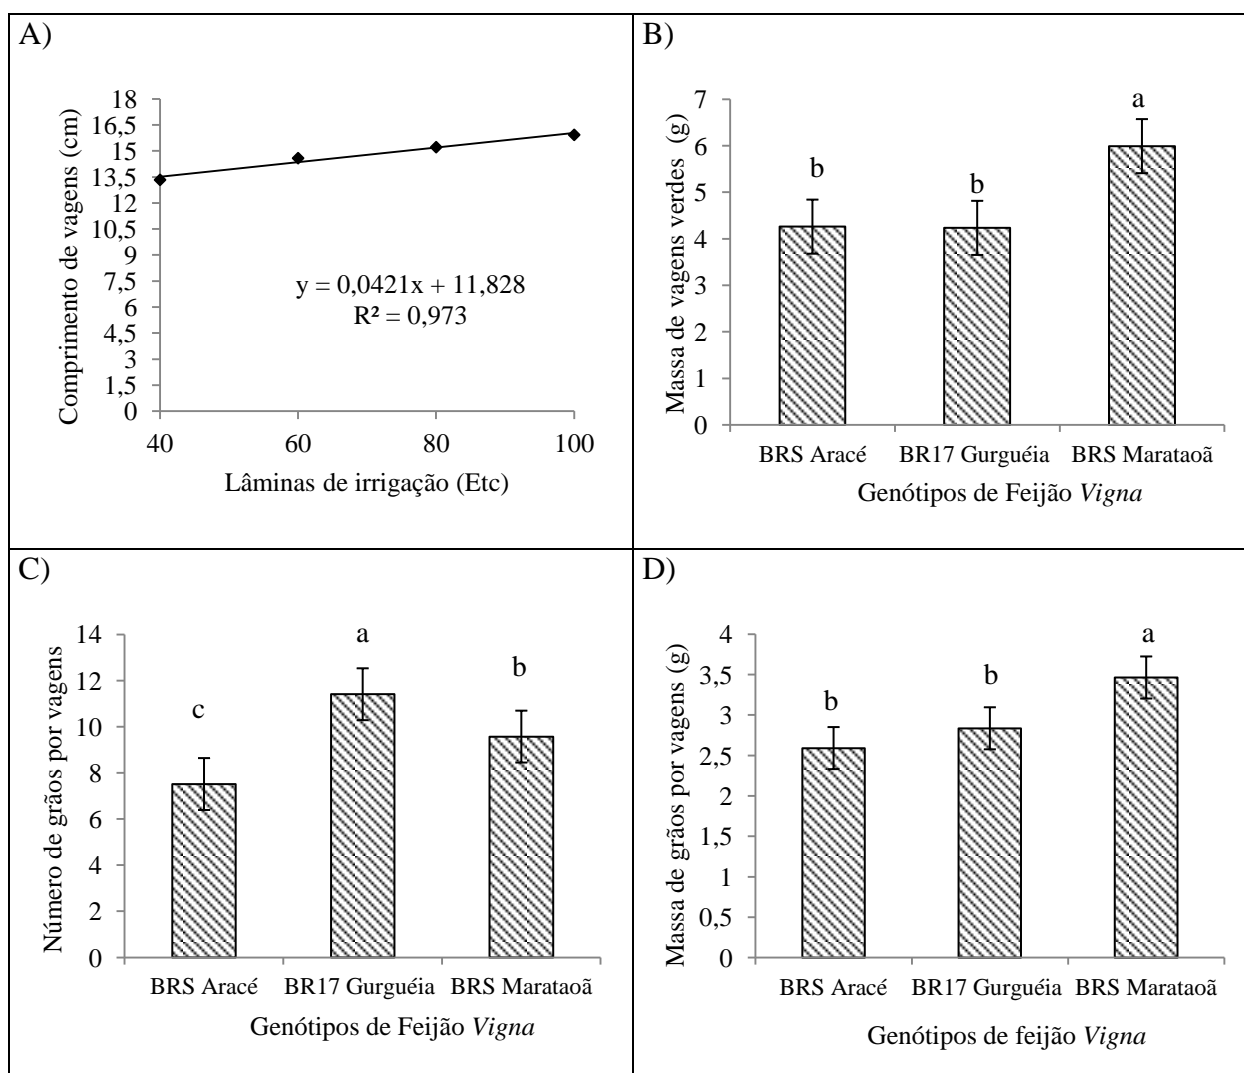 A)
Comprimento de vagens (cm)
18
16,5
15
13,5
12
10,5
9
7,5
6
4,5
3
1,5
0
y = 0,0421x + 11,828
R² = 0,973
40 60 80 100
Lâminas de irrigação (Etc)
B)
Massa de vagens verdes (g)
7
6
5
4
3
2
1
0
b b a
BRS Aracé BR17 Gurguéia BRS Marataoã
Genótipos de Feijão Vigna
C)
Número de grãos por vagens
14
12
10
8
6
4
2
0
c a b
BRS Aracé BR17 Gurguéia BRS Marataoã
Genótipos de Feijão Vigna
D)
Massa de grãos por vagens (g)
4
3,5
3
2,5
2
1,5
1
0,5
0
b b a
BRS Aracé BR17 Gurguéia BRS Marataoã
Genótipos de feijão Vigna